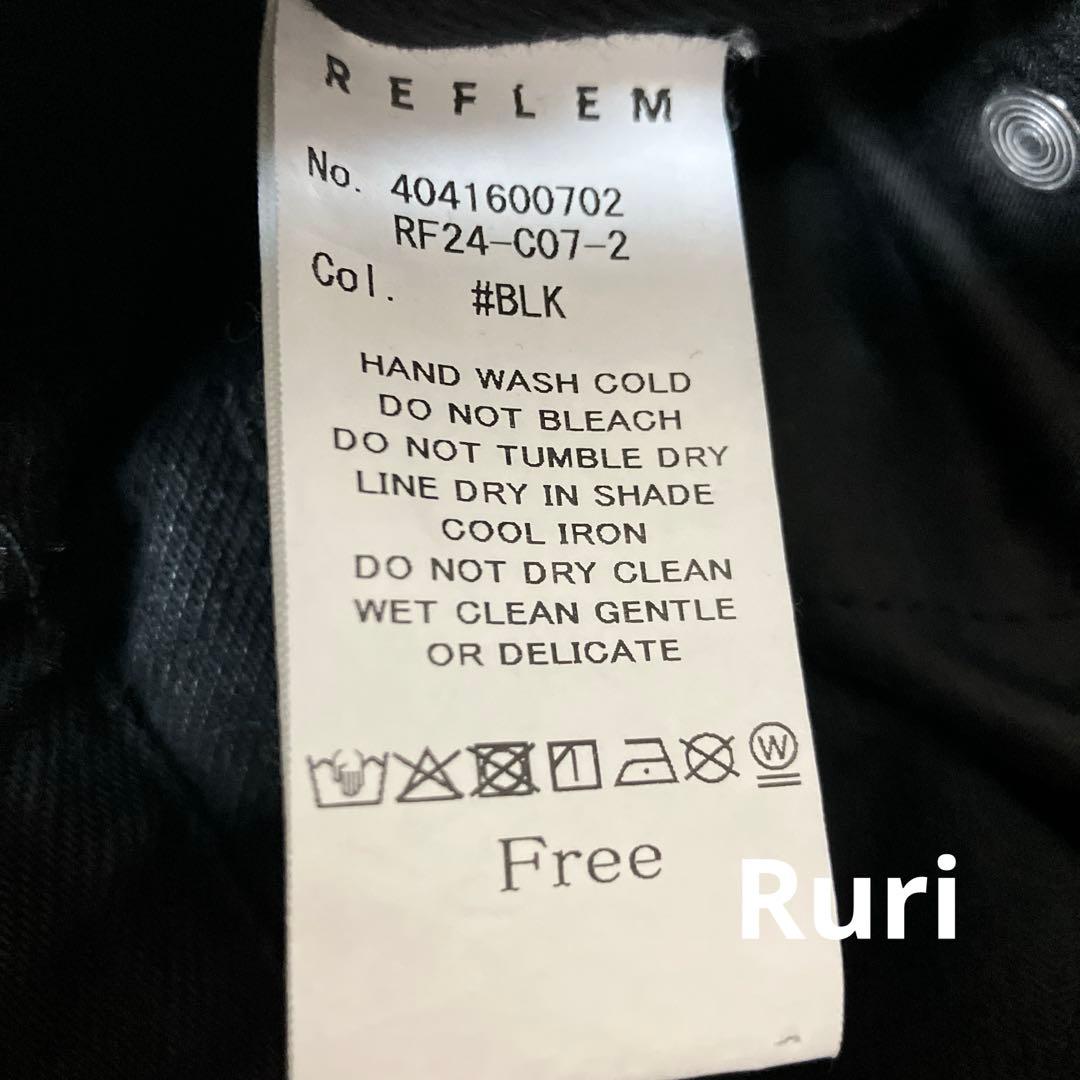 REFLEM
No. 4041600702
RF24-C07-2
Col. #BLK
HAND WASH COLD
DO NOT BLEACH
DO NOT TUMBLE DRY
LINE DRY IN SHADE
COOL IRON
DO NOT DRY CLEAN
WET CLEAN GENTLE
OR DELICATE
W
Free
Ruri